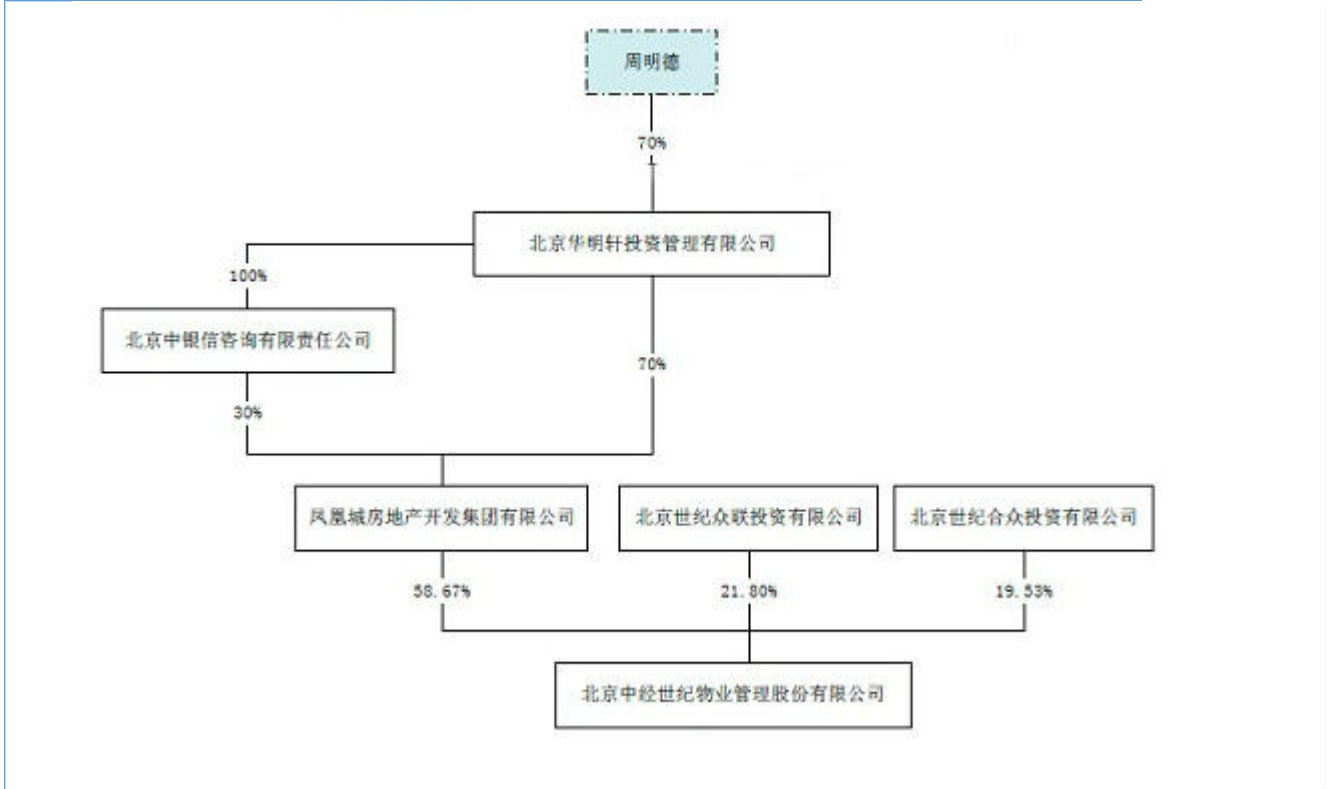 周明德
70%
北京华明轩投资管理有限公司
100%
北京中银信咨询有限责任公司
70%
30%
凤凰城房地产开发集团有限公司
北京世纪众联投资有限公司
北京世纪合众投资有限公司
58.67%
21.80%
19.53%
北京中经世纪物业管理股份有限公司